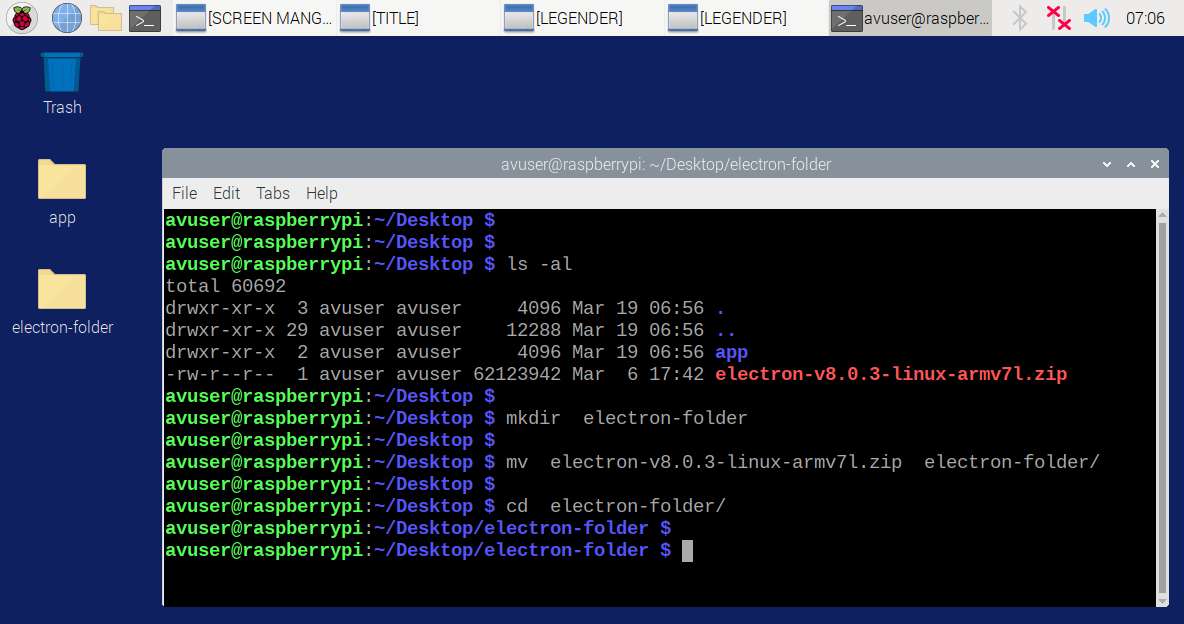 [SCREEN MANG... [TITLE] [LEGENDER] [LEGENDER] avuser@raspber... 07:06
Trash
app
electron-folder
avuser@raspberrypi: ~/Desktop/electron-folder
File Edit Tabs Help
avuser@raspberrypi:~/Desktop $
avuser@raspberrypi:~/Desktop $
avuser@raspberrypi:~/Desktop $ ls -al
total 60692
drwxr-xr-x  3 avuser avuser     4096 Mar 19 06:56 .
drwxr-xr-x 29 avuser avuser    12288 Mar 19 06:56 ..
drwxr-xr-x  2 avuser avuser     4096 Mar 19 06:56 app
-rw-r--r--  1 avuser avuser 62123942 Mar  6 17:42 electron-v8.0.3-linux-armv7l.zip
avuser@raspberrypi:~/Desktop $
avuser@raspberrypi:~/Desktop $ mkdir  electron-folder
avuser@raspberrypi:~/Desktop $
avuser@raspberrypi:~/Desktop $ mv  electron-v8.0.3-linux-armv7l.zip  electron-folder/
avuser@raspberrypi:~/Desktop $
avuser@raspberrypi:~/Desktop $ cd  electron-folder/
avuser@raspberrypi:~/Desktop/electron-folder $
avuser@raspberrypi:~/Desktop/electron-folder $